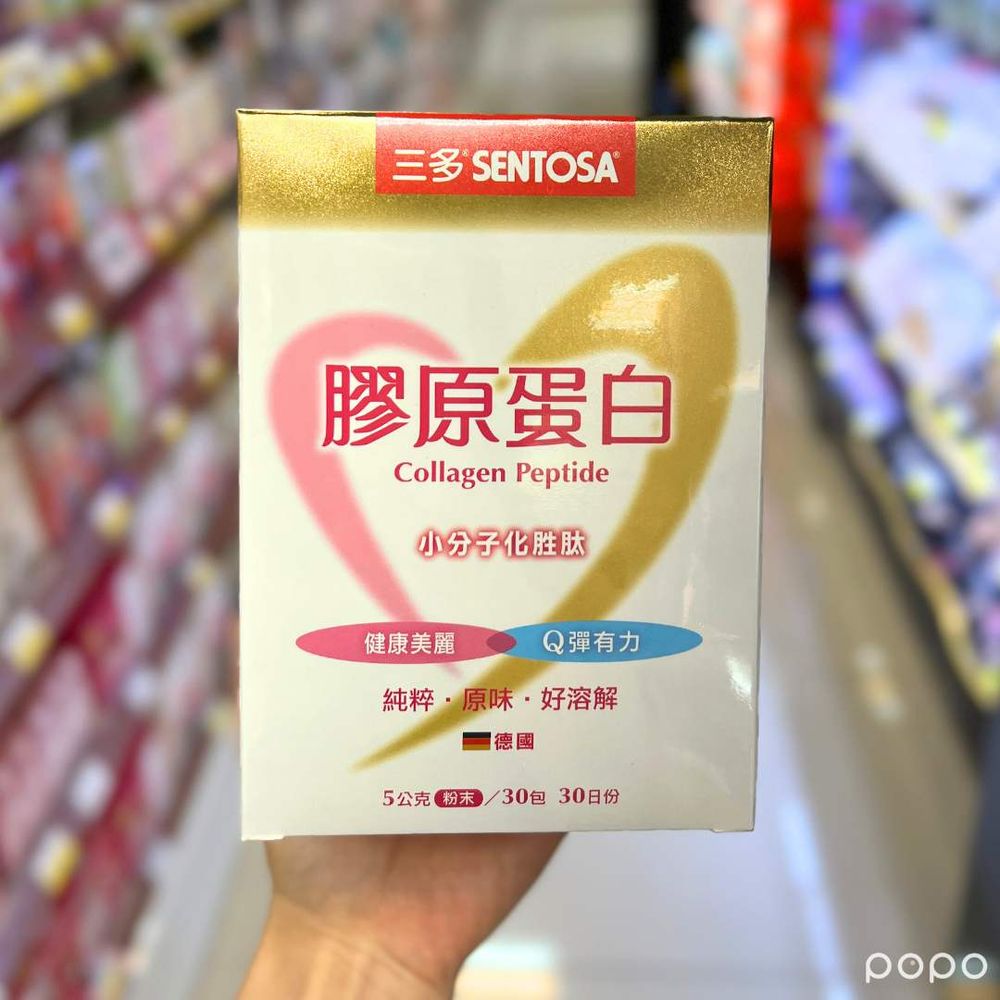 三多® SENTOSA®
膠原蛋白
Collagen Peptide
小分子化胜肽
健康美麗 Q彈有力
純粹・原味・好溶解
德國
5公克 粉末／30包 30日份
popo